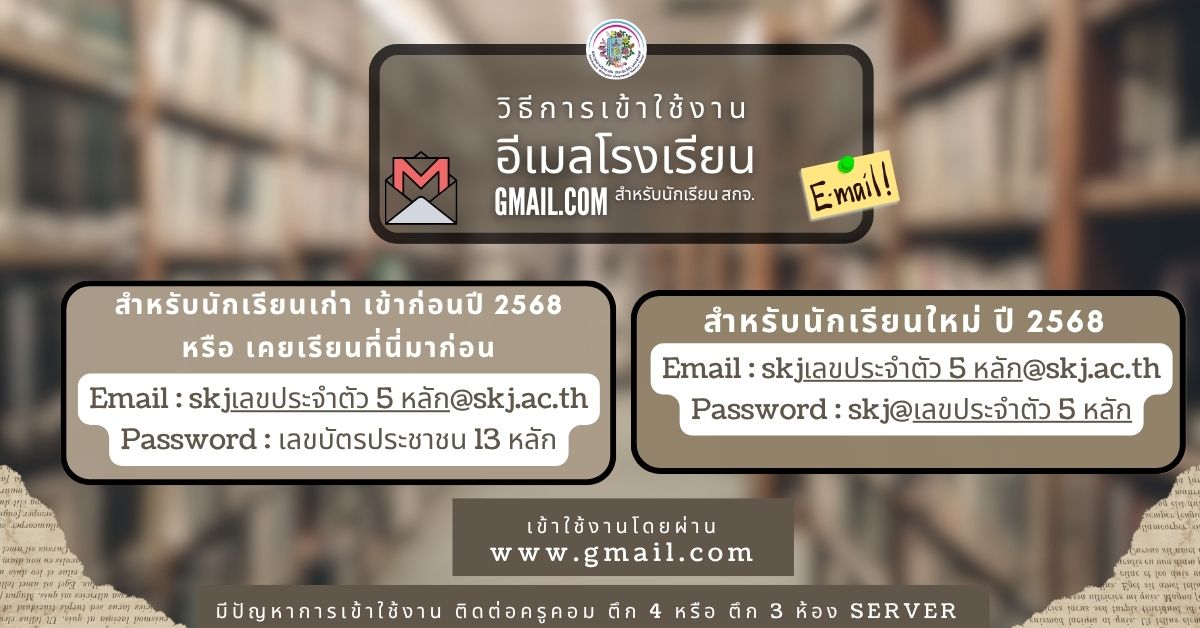 วิธีการเข้าใช้งาน
อีเมลโรงเรียน
GMAIL.COM สำหรับนักเรียน สกจ.
E-mail!
สำหรับนักเรียนเก่า เข้าก่อนปี 2568
หรือ เคยเรียนที่นี่มาก่อน
Email : skjเลขประจำตัว 5 หลัก@skj.ac.th
Password : เลขบัตรประชาชน 13 หลัก
สำหรับนักเรียนใหม่ ปี 2568
Email : skjเลขประจำตัว 5 หลัก@skj.ac.th
Password : skj@เลขประจำตัว 5 หลัก
เข้าใช้งานโดยผ่าน
www.gmail.com
มีปัญหาการเข้าใช้งาน ติดต่อครูคอม ตึก 4 หรือ ตึก 3 ห้อง SERVER